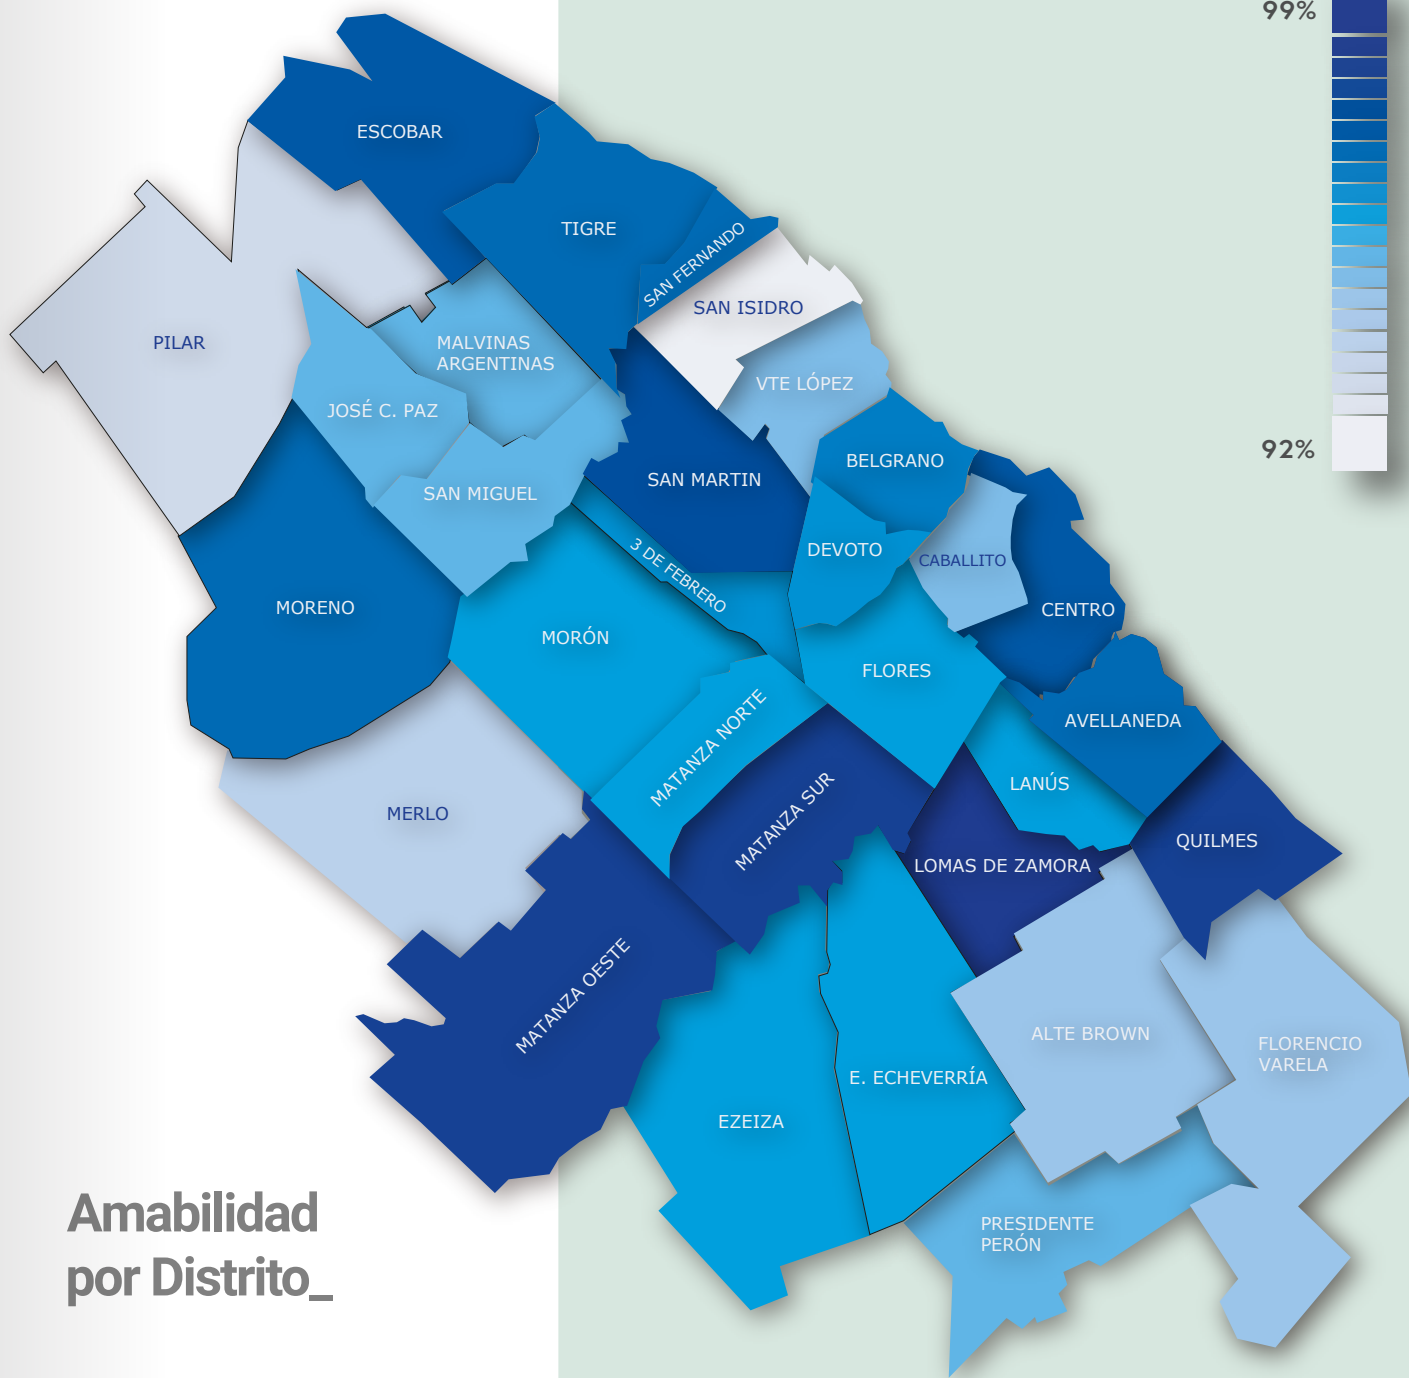 99%
ESCOBAR
TIGRE
SAN FERNANDO
SAN ISIDRO
PILAR
MALVINAS
ARGENTINAS
VTE LÓPEZ
JOSÉ C. PAZ
92%
BELGRANO
SAN MARTIN
SAN MIGUEL
DEVOTO
CABALLITO
3 DE FEBRERO
MORENO
CENTRO
MORÓN
FLORES
AVELLANEDA
MATANZA NORTE
LANÚS
MERLO
MATANZA SUR
QUILMES
LOMAS DE ZAMORA
MATANZA OESTE
ALTE BROWN
FLORENCIO
VARELA
E. ECHEVERRÍA
EZEIZA
PRESIDENTE
PERÓN
Amabilidad
por Distrito_